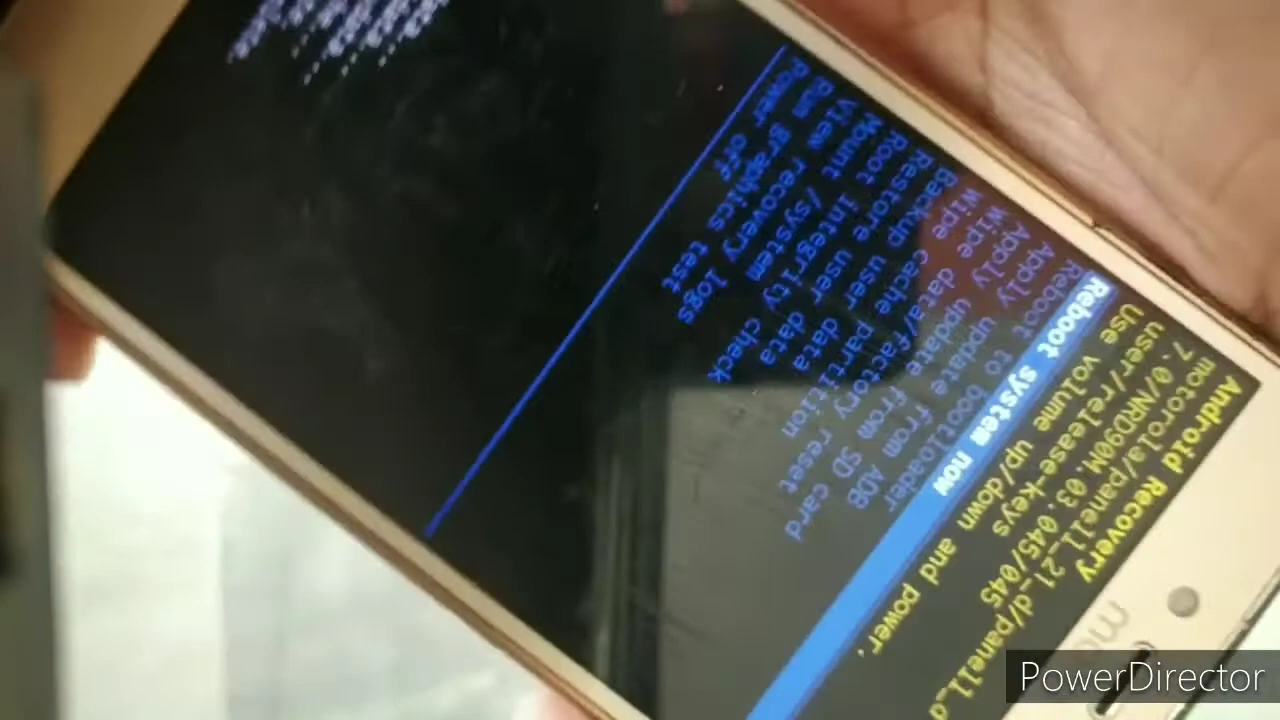 Android Recovery
motorola/panell_21_d/panell_d
7.0/NRD90M.03.045/045
user/release-keys
Use volume up/down and power.
Reboot system now
Reboot to bootloader
Apply update from ADB
Apply update from SD card
Wipe data/factory reset
Wipe cache partition
Backup user data
Restore user data
Root integrity check
Mount /system
View recovery logs
Run graphics test
Power off
PowerDirector